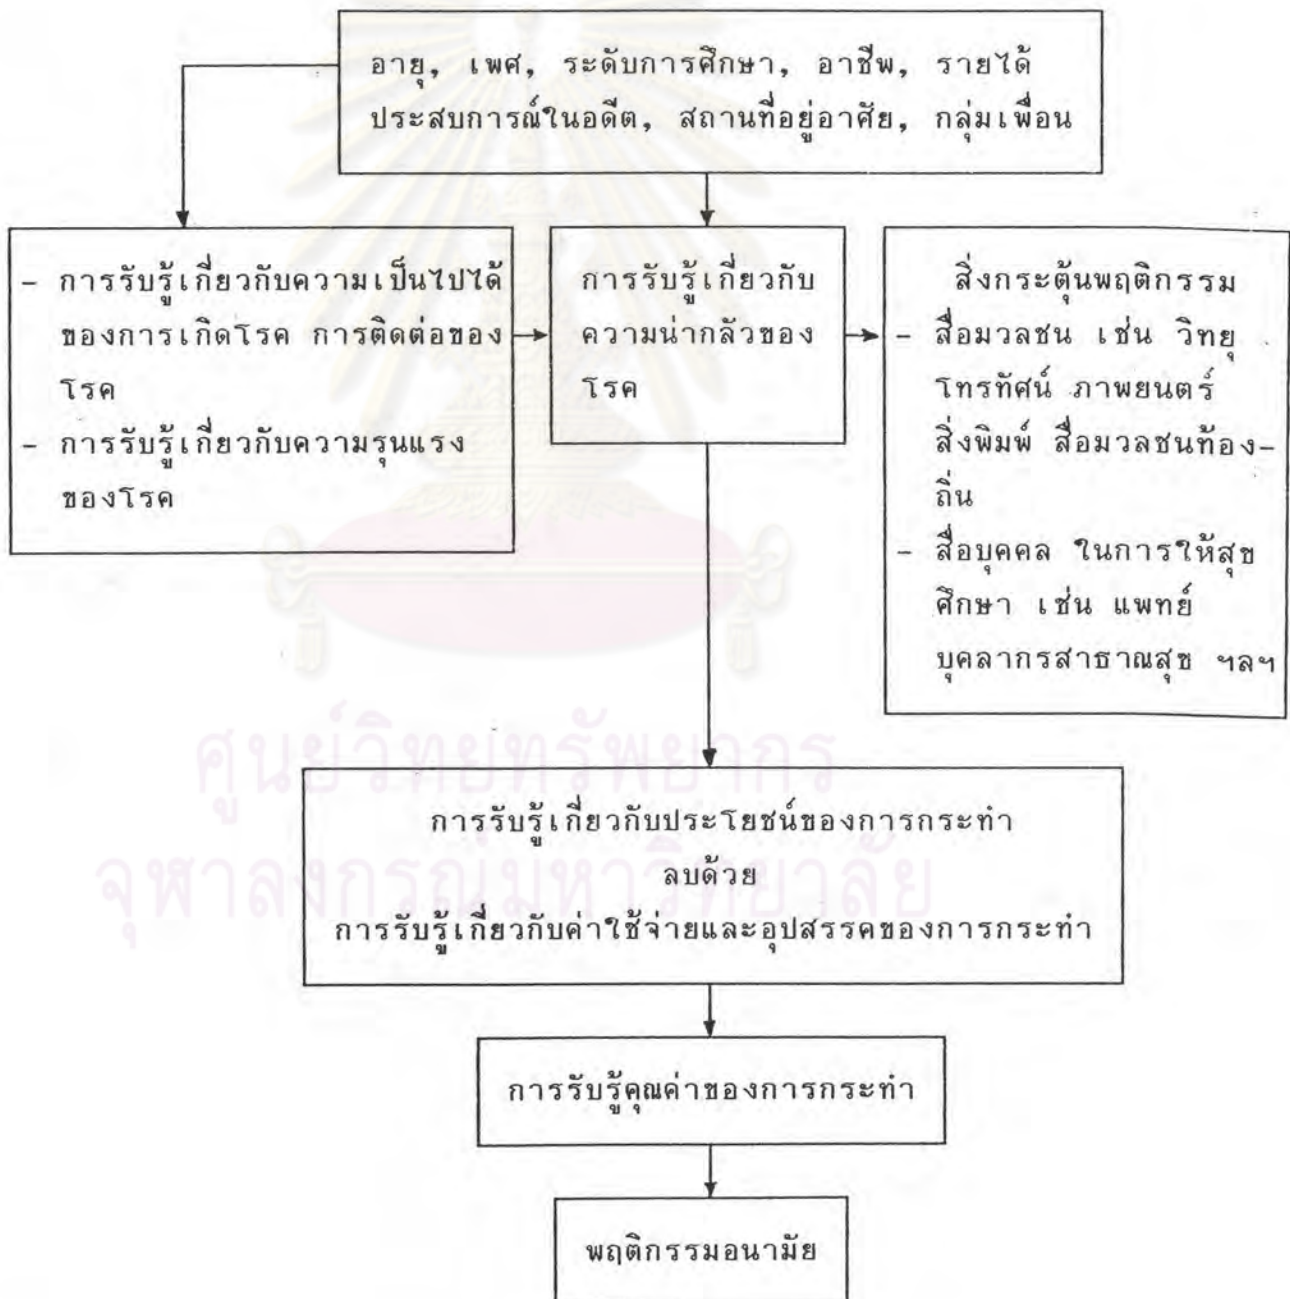 อายุ, เพศ, ระดับการศึกษา, อาชีพ, รายได้
ประสบการณ์ในอดีต, สถานที่อยู่อาศัย, กลุ่มเพื่อน
- การรับรู้เกี่ยวกับความเป็นไปได้
ของการเกิดโรค การติดต่อของ
โรค
- การรับรู้เกี่ยวกับความรุนแรง
ของโรค
การรับรู้เกี่ยวกับ
ความน่ากลัวของ
โรค
สิ่งกระตุ้นพฤติกรรม
- สื่อมวลชน เช่น วิทยุ
โทรทัศน์ ภาพยนตร์
สิ่งพิมพ์ สื่อมวลชนท้อง-
ถิ่น
- สื่อบุคคล ในการให้สุข
ศึกษา เช่น แพทย์
บุคลากรสาธาณสุข ฯลฯ
ศูนย์วิทยทรัพยากร
จุฬาลงกรณ์มหาวิทยาลัย
การรับรู้เกี่ยวกับประโยชน์ของการกระทำ
ลบด้วย
การรับรู้เกี่ยวกับค่าใช้จ่ายและอุปสรรคของการกระทำ
การรับรู้คุณค่าของการกระทำ
พฤติกรรมอนามัย